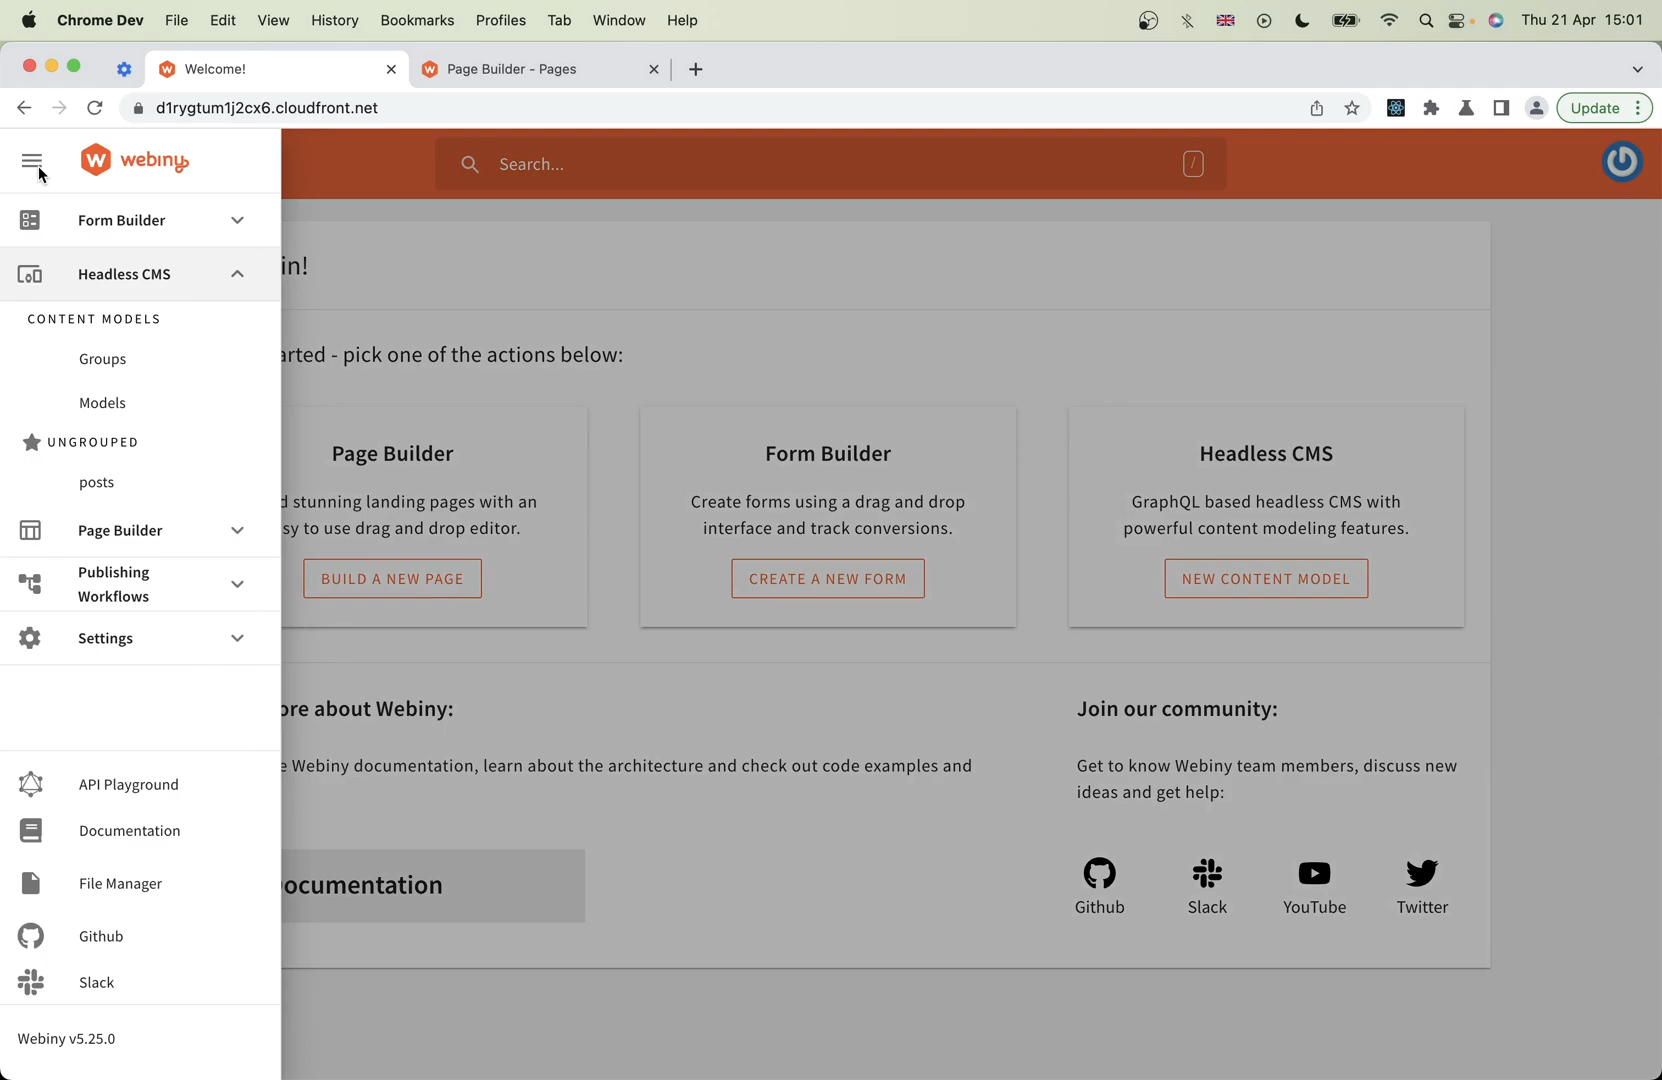 Chrome Dev File Edit View History Bookmarks Profiles Tab Window Help Thu 21 Apr 15:01
Welcome! Page Builder - Pages
d1rygtum1j2cx6.cloudfront.net Update
webiny Search... /
Form Builder
Headless CMS
in!
CONTENT MODELS
Groups
arted - pick one of the actions below:
Models
UNGROUPED
posts
Page Builder
Publishing
Workflows
Settings
Page Builder
d stunning landing pages with an
sy to use drag and drop editor.
BUILD A NEW PAGE
Form Builder
Create forms using a drag and drop
interface and track conversions.
CREATE A NEW FORM
Headless CMS
GraphQL based headless CMS with
powerful content modeling features.
NEW CONTENT MODEL
ore about Webiny:
e Webiny documentation, learn about the architecture and check out code examples and
ocumentation
Join our community:
Get to know Webiny team members, discuss new
ideas and get help:
Github Slack YouTube Twitter
API Playground
Documentation
File Manager
Github
Slack
Webiny v5.25.0